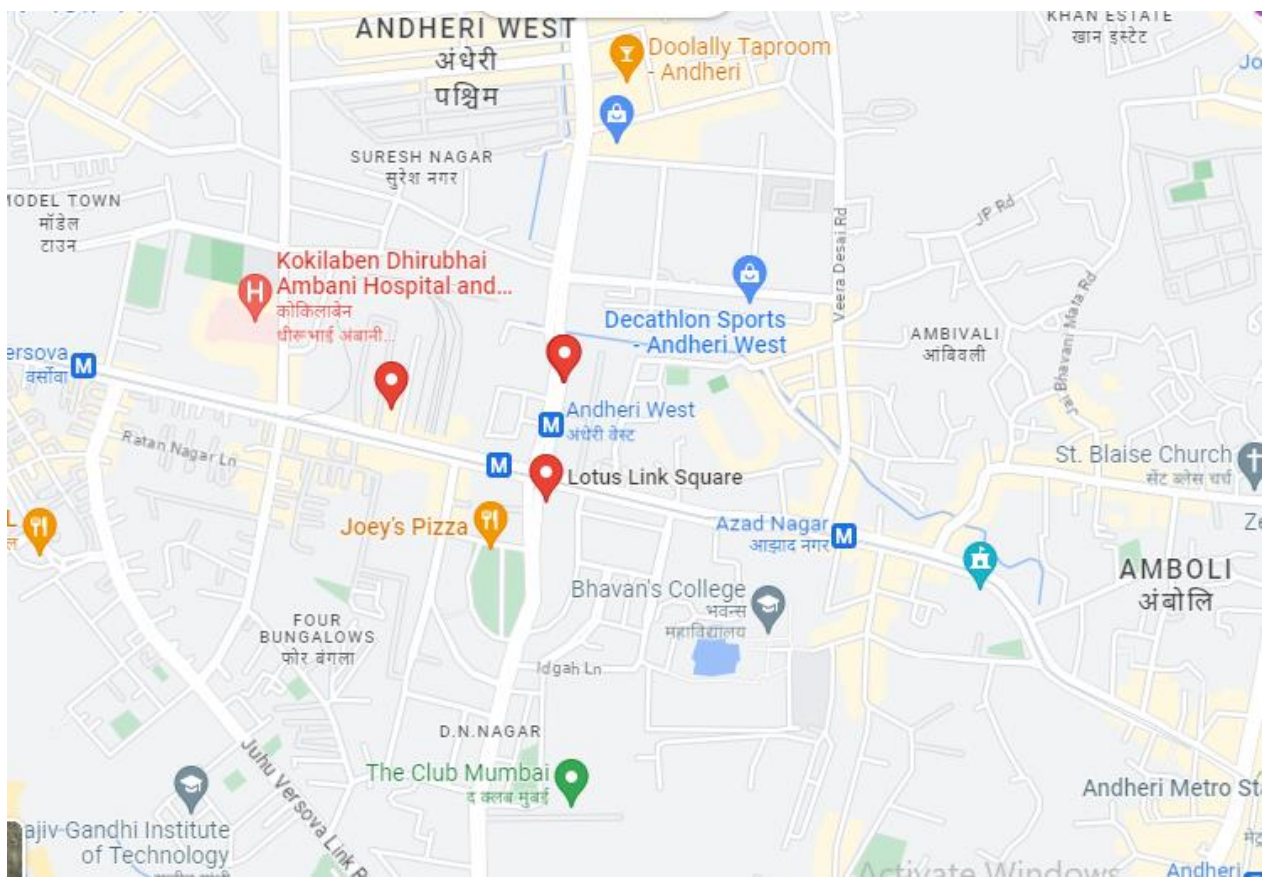 ANDHERI WEST
अंधेरी
पश्चिम
Doolally Taproom
- Andheri
KHAN ESTATE
खान इस्टेट
Jo
SURESH NAGAR
सुरेश नगर
MODEL TOWN
मॉडेल
टाउन
JP Rd
Veera Desai Rd
Jai Bhavani Mata Rd
Kokilaben Dhirubhai
Ambani Hospital and...
कोकिलाबेन
धीरूभाई अंबानी...
Decathlon Sports
- Andheri West
AMBIVALI
आंबिवली
ersova
वर्सोवा
M
Andheri West
अंधेरी वेस्ट
M
Ratan Nagar Ln
M
Lotus Link Square
St. Blaise Church
सेंट ब्लेस चर्च
Joey's Pizza
Azad Nagar
आझाद नगर
M
Ze
L
ल
AMBOLI
अंबोलि
Bhavan's College
भवन्स
महाविद्यालय
FOUR
BUNGALOWS
फोर बंगला
Idgah Ln
D.N.NAGAR
The Club Mumbai
द क्लब मुंबई
Juhu Versova Link R
Andheri Metro Sta
मेट्र
ajiv Gandhi Institute
of Technology
Activate Windows
Andheri
M